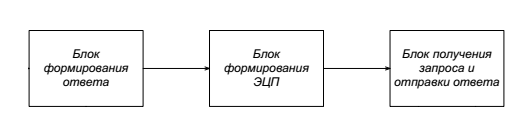 Блок
формирования
ответа
Блок
формирования
ЭЦП
Блок получения
запроса и
отправки ответа